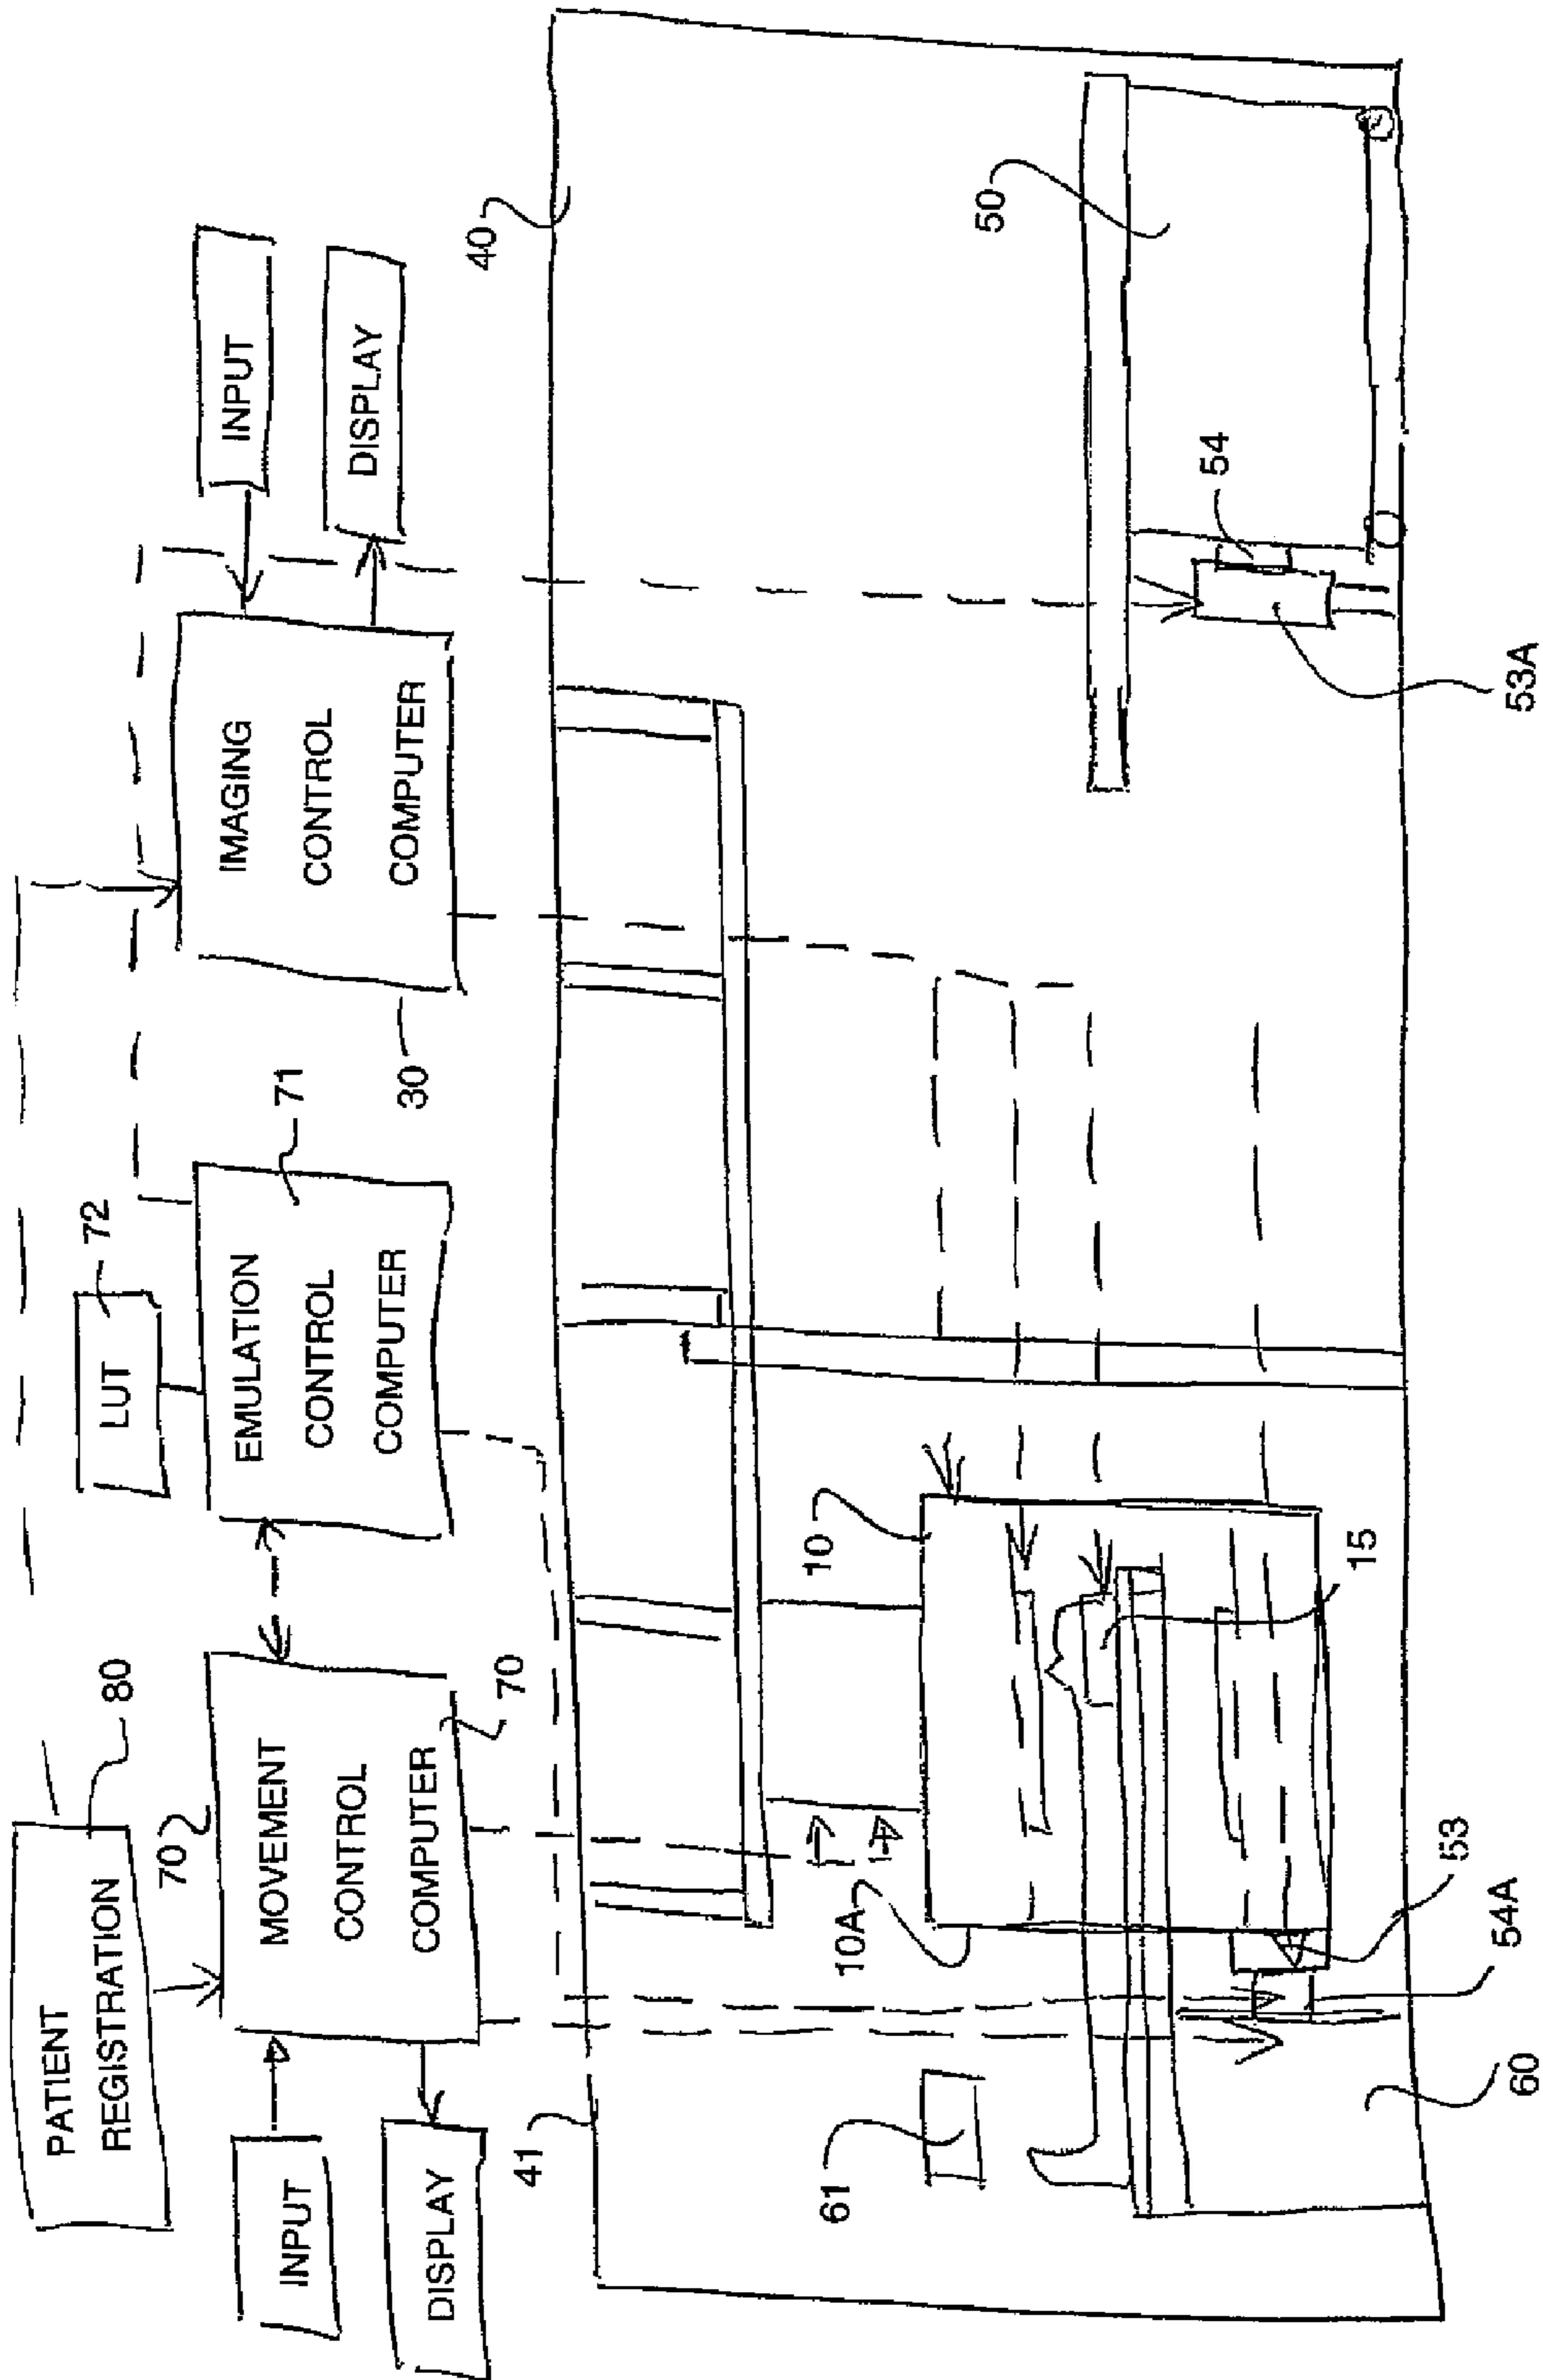 PATIENT
REGISTRATION
80
LUT
72
INPUT
DISPLAY
70
MOVEMENT
CONTROL
COMPUTER
70
EMULATION
CONTROL
COMPUTER
71
IMAGING
CONTROL
COMPUTER
30
INPUT
DISPLAY
41
40
61
10A
10
15
50
54
53
54A
60
53A